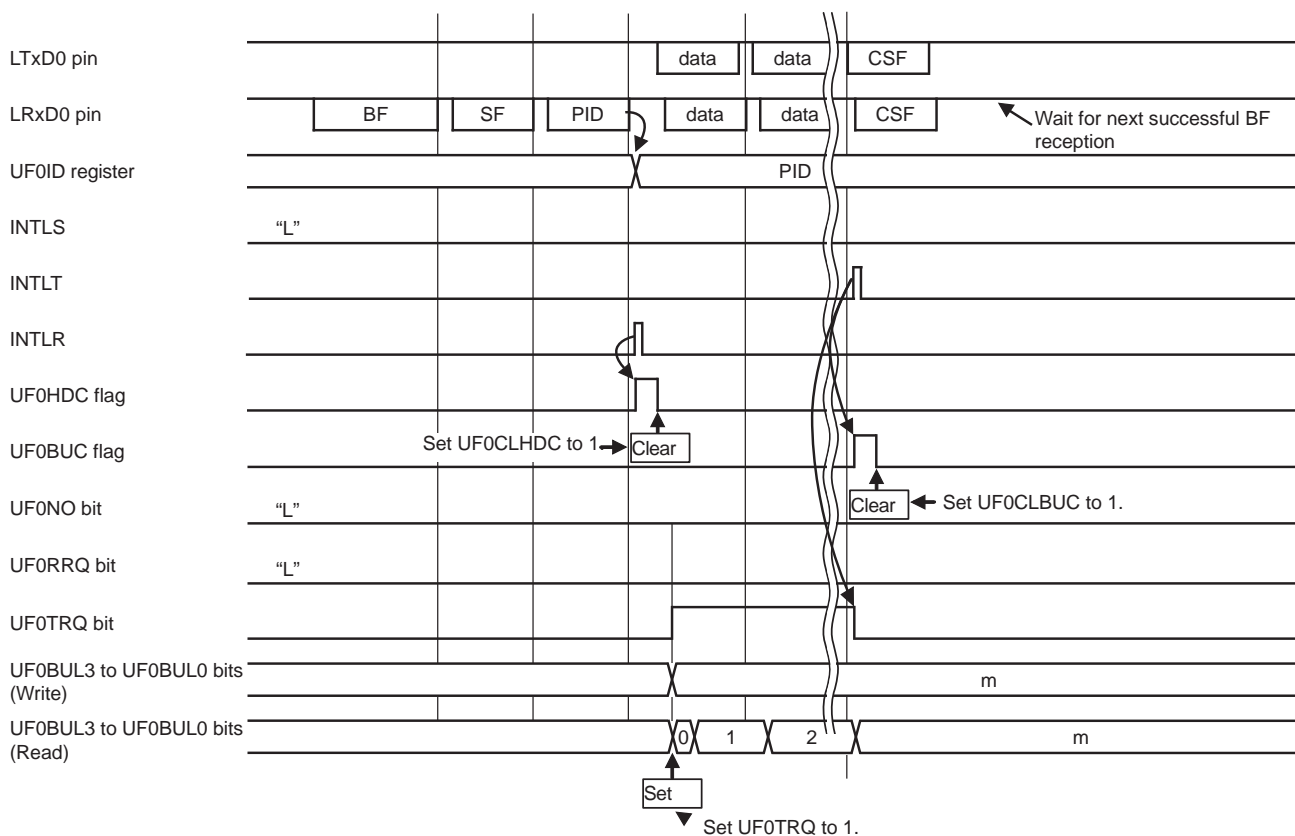 LTxD0 pin
data data CSF
LRxD0 pin
BF SF PID data data CSF
Wait for next successful BF
reception
UF0ID register
PID
INTLS
“L”
INTLT
INTLR
UF0HDC flag
Set UF0CLHDC to 1.
Clear
UF0BUC flag
Clear
Set UF0CLBUC to 1.
UF0NO bit
“L”
UF0RRQ bit
“L”
UF0TRQ bit
UF0BUL3 to UF0BUL0 bits
(Write)
m
UF0BUL3 to UF0BUL0 bits
(Read)
0 1 2 m
Set
Set UF0TRQ to 1.